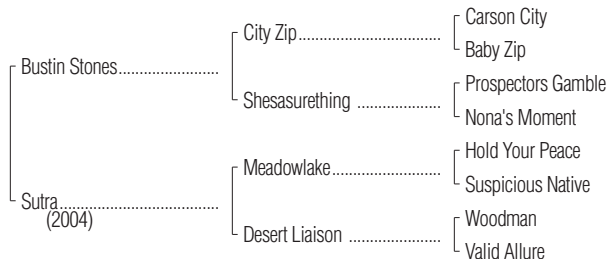 Carson City
City Zip....................................
Baby Zip
Bustin Stones.........................
Prospectors Gamble
Shesasurething .....................
Nona's Moment
Hold Your Peace
Meadowlake...........................
Suspicious Native
Sutra.........................................
(2004)
Woodman
Desert Liaison .......................
Valid Allure